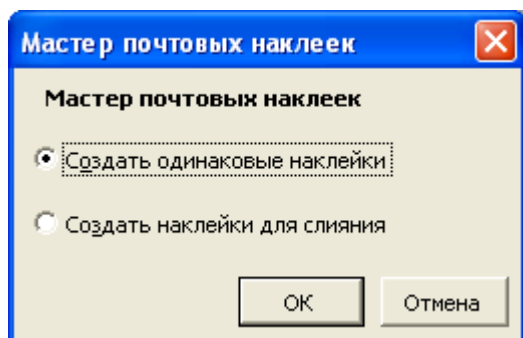 Мастер почтовых наклеек
Мастер почтовых наклеек
Создать одинаковые наклейки
Создать наклейки для слияния
ОК Отмена